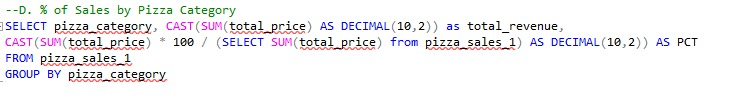 --D. % of Sales by Pizza Category
SELECT pizza_category, CAST(SUM(total_price) AS DECIMAL(10,2)) as total_revenue,
CAST(SUM(total_price) * 100 / (SELECT SUM(total_price) from pizza_sales_1) AS DECIMAL(10,2)) AS PCT
FROM pizza_sales_1
GROUP BY pizza_category